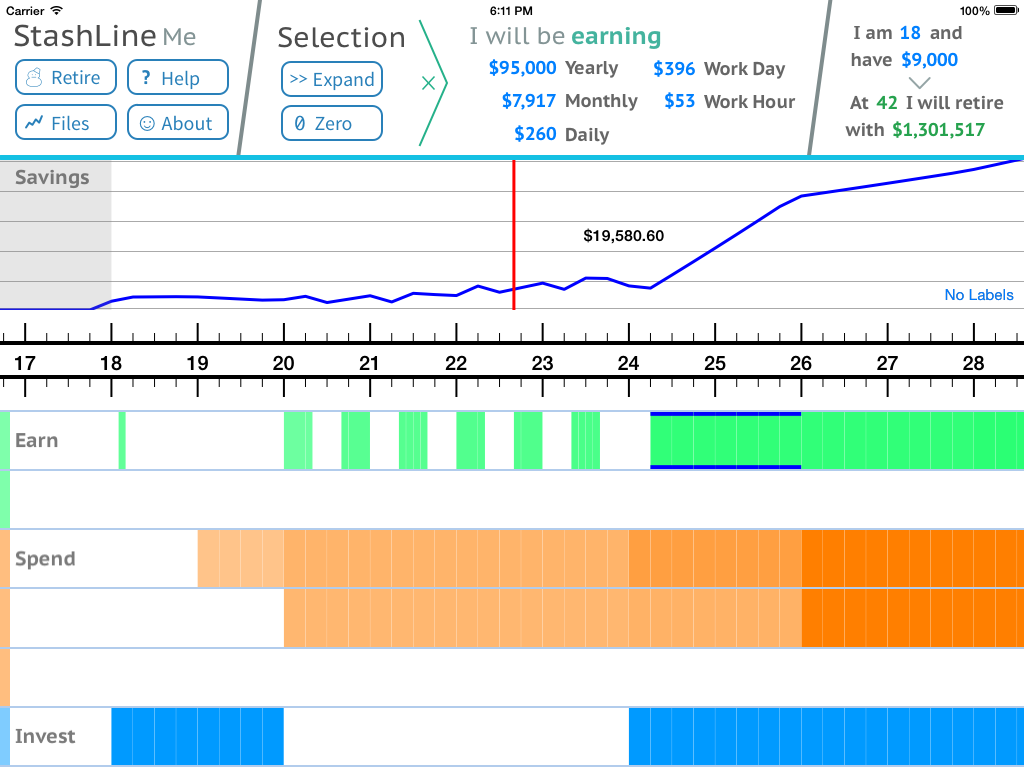 Carrier 6:11 PM 100%
StashLine Me
Retire ? Help
Files About
Selection
>> Expand
0 Zero
x
I will be earning
$95,000 Yearly $396 Work Day
$7,917 Monthly $53 Work Hour
$260 Daily
I am 18 and
have $9,000
At 42 I will retire
with $1,301,517
Savings
$19,580.60
No Labels
17 18 19 20 21 22 23 24 25 26 27 28
Earn
Spend
Invest